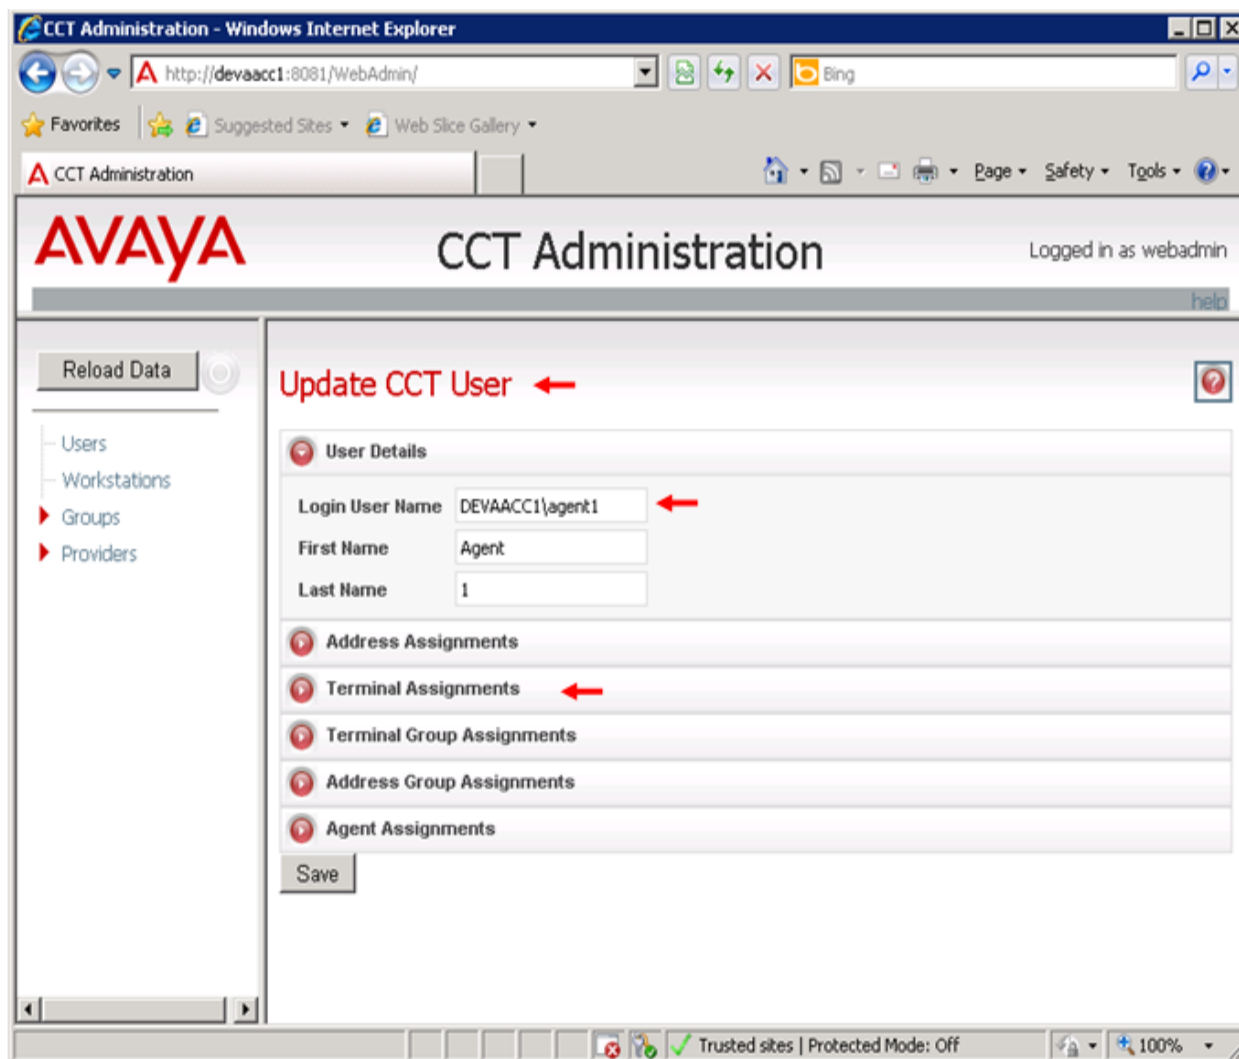 CCT Administration - Windows Internet Explorer
http://devaacc1:8081/WebAdmin/
Bing
Favorites Suggested Sites Web Slice Gallery
CCT Administration Page Safety Tools
AVAYA CCT Administration Logged in as webadmin
help
Reload Data
Users
Workstations
Groups
Providers
Update CCT User
User Details
Login User Name DEVAACC1\agent1
First Name Agent
Last Name 1
Address Assignments
Terminal Assignments
Terminal Group Assignments
Address Group Assignments
Agent Assignments
Save
Trusted sites | Protected Mode: Off 100%